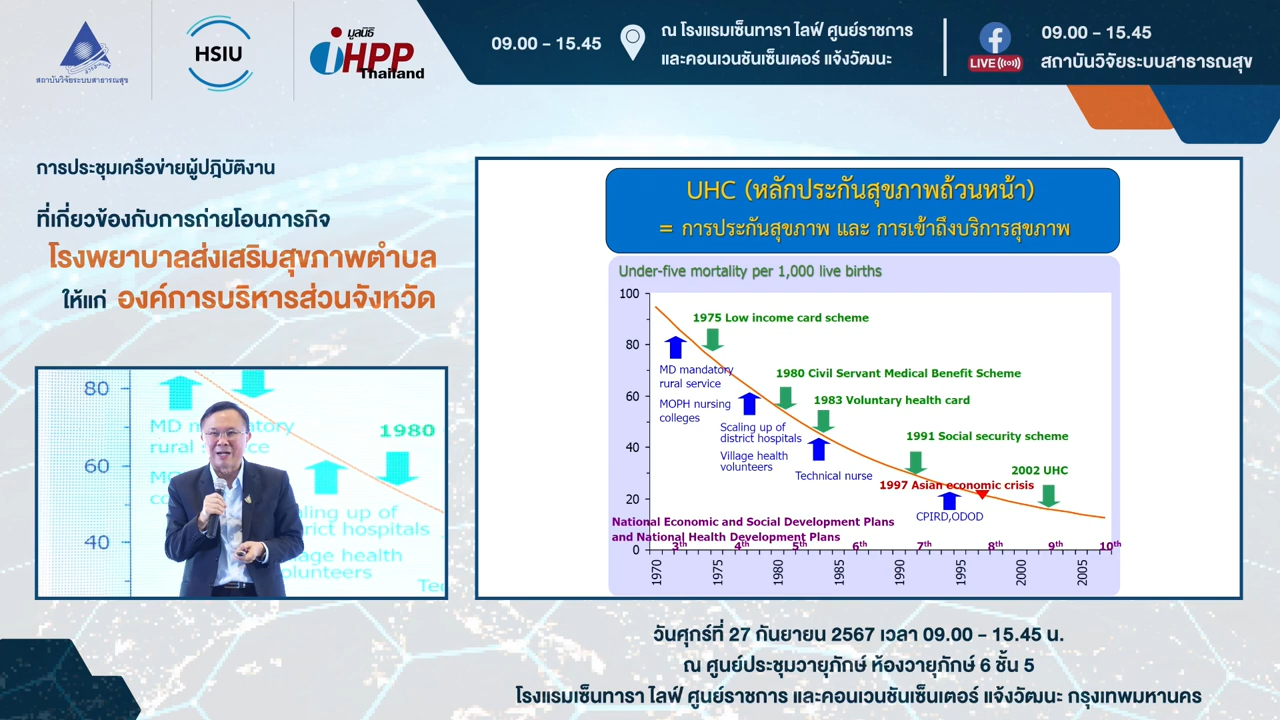 สถาบันวิจัยระบบสาธารณสุข
HSIU
มูลนิธิ
iHPP
Thailand
09.00 - 15.45
ณ โรงแรมเซ็นทารา ไลฟ์ ศูนย์ราชการ
และคอนเวนชันเซ็นเตอร์ แจ้งวัฒนะ
LIVE
09.00 - 15.45
สถาบันวิจัยระบบสาธารณสุข
การประชุมเครือข่ายผู้ปฏิบัติงาน
ที่เกี่ยวข้องกับการถ่ายโอนภารกิจ
โรงพยาบาลส่งเสริมสุขภาพตำบล
ให้แก่ องค์การบริหารส่วนจังหวัด
UHC (หลักประกันสุขภาพถ้วนหน้า)
= การประกันสุขภาพ และ การเข้าถึงบริการสุขภาพ
Under-five mortality per 1,000 live births
100
80
60
40
20
0
1975 Low income card scheme
MD mandatory
rural service
1980 Civil Servant Medical Benefit Scheme
MOPH nursing
colleges
1983 Voluntary health card
Scaling up of
district hospitals
1991 Social security scheme
Village health
volunteers
Technical nurse
2002 UHC
1997 Asian economic crisis
CPIRD,ODOD
National Economic and Social Development Plans
and National Health Development Plans
3th 4th 5th 6th 7th 8th 9th 10th
1970 1975 1980 1985 1990 1995 2000 2005
80
60
40
MD mandatory
rural
1980
ling up of
rict hospitals
lage health
olunteers
วันศุกร์ที่ 27 กันยายน 2567 เวลา 09.00 - 15.45 น.
ณ ศูนย์ประชุมวายุภักษ์ ห้องวายุภักษ์ 6 ชั้น 5
โรงแรมเซ็นทารา ไลฟ์ ศูนย์ราชการ และคอนเวนชันเซ็นเตอร์ แจ้งวัฒนะ กรุงเทพมหานคร